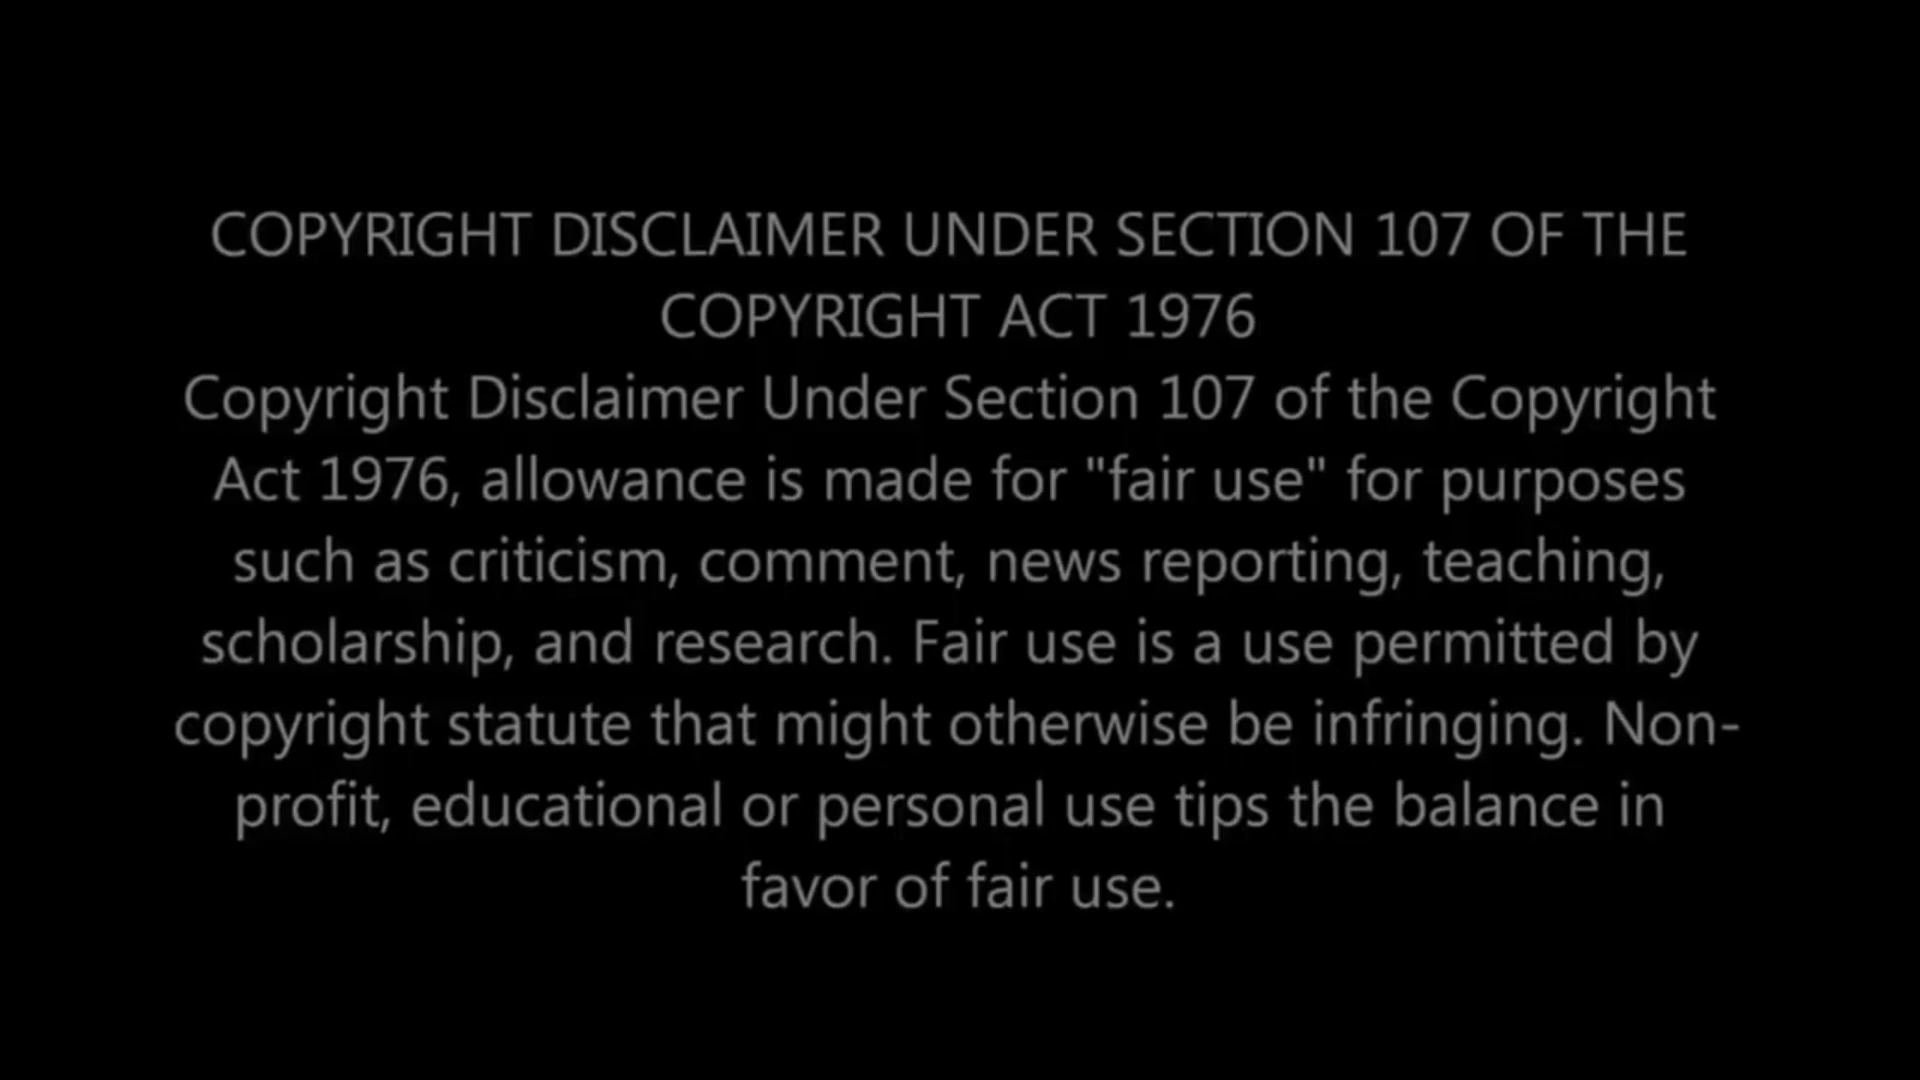 COPYRIGHT DISCLAIMER UNDER SECTION 107 OF THE
COPYRIGHT ACT 1976
Copyright Disclaimer Under Section 107 of the Copyright
Act 1976, allowance is made for "fair use" for purposes
such as criticism, comment, news reporting, teaching,
scholarship, and research. Fair use is a use permitted by
copyright statute that might otherwise be infringing. Non-
profit, educational or personal use tips the balance in
favor of fair use.